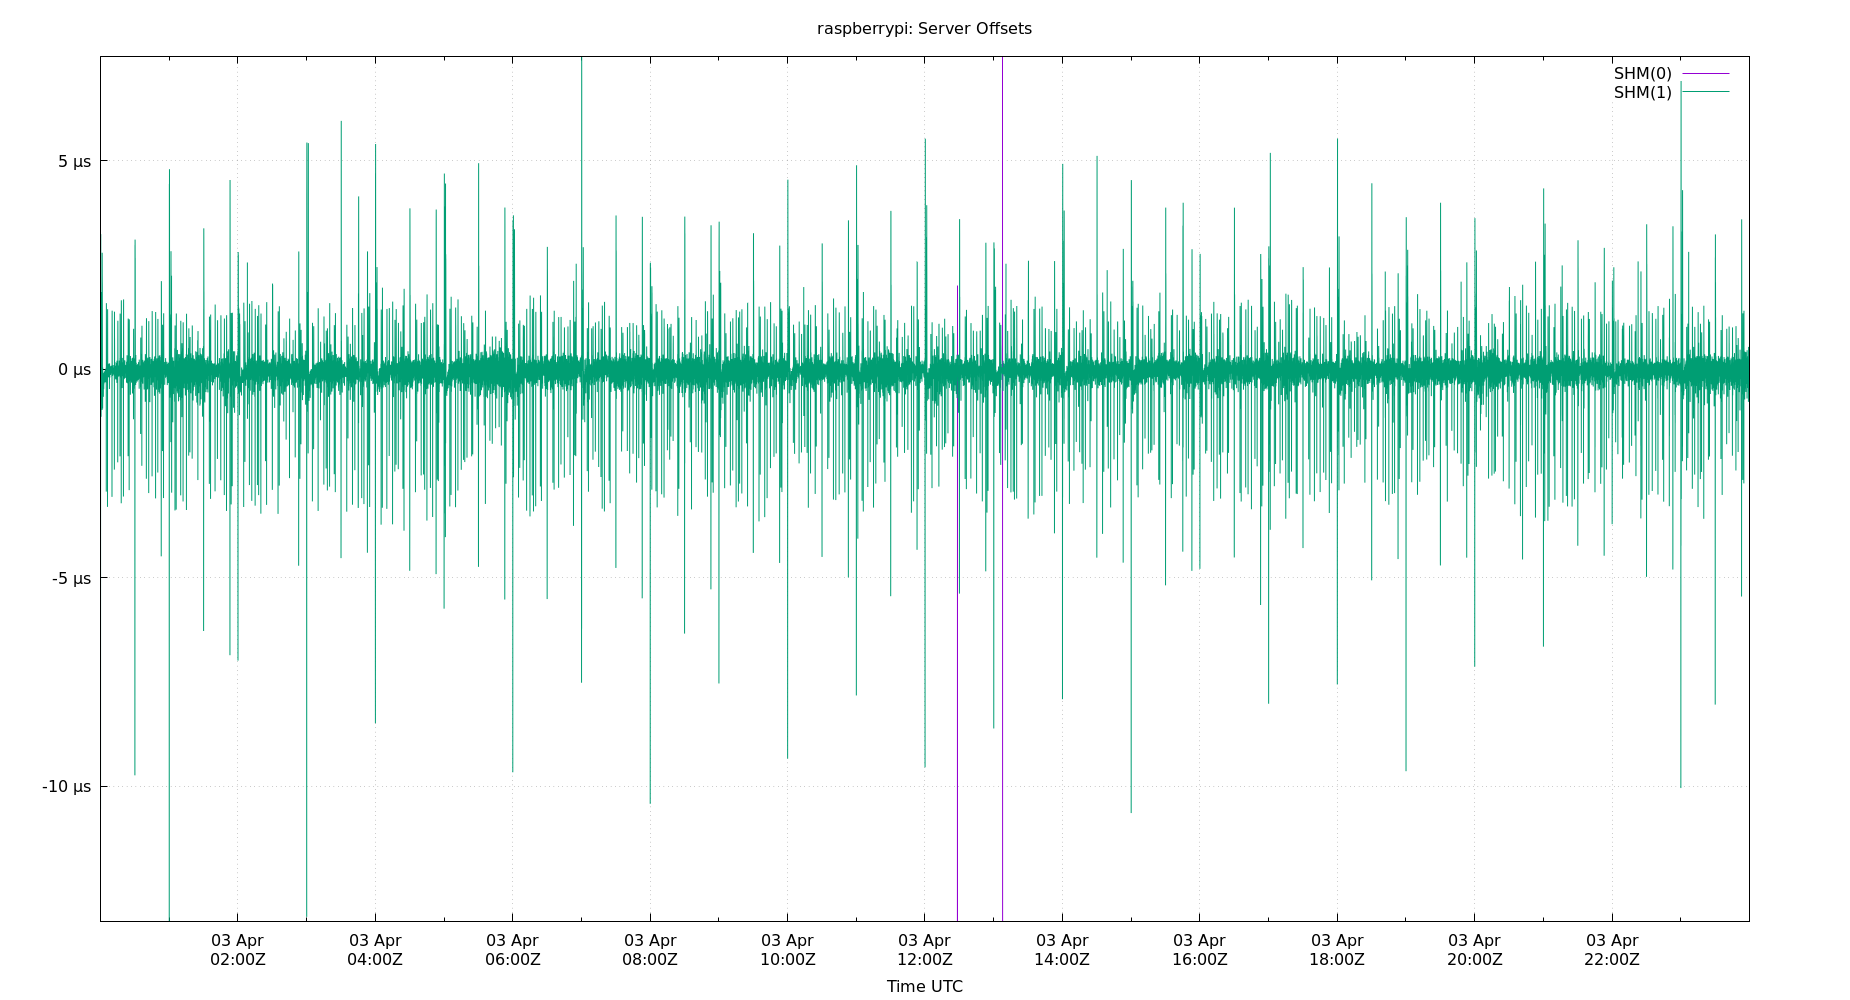 raspberrypi: Server Offsets
SHM(0)
SHM(1)
5 µs
0 µs
-5 µs
-10 µs
03 Apr 03 Apr 03 Apr 03 Apr 03 Apr 03 Apr 03 Apr 03 Apr 03 Apr 03 Apr 03 Apr
02:00Z 04:00Z 06:00Z 08:00Z 10:00Z 12:00Z 14:00Z 16:00Z 18:00Z 20:00Z 22:00Z
Time UTC